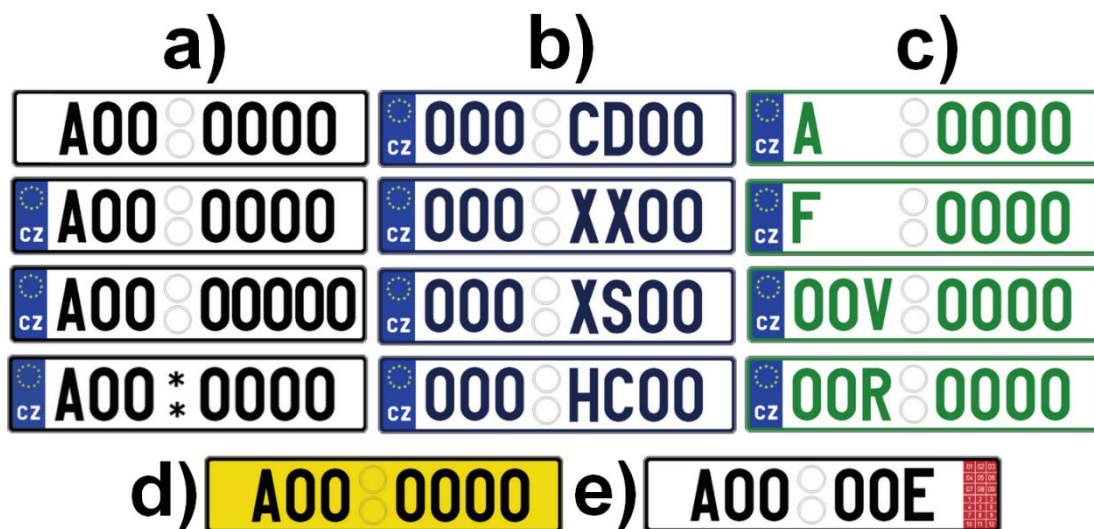 a) b) c)
A00 0000 CZ 000 CD00 CZ A 0000
CZ A00 0000 CZ 000 XX00 CZ F 0000
CZ A00 00000 CZ 000 XS00 CZ 00V 0000
CZ A00 ** 0000 CZ 000 HC00 CZ 00R 0000
d) A00 0000 e) A00 00E